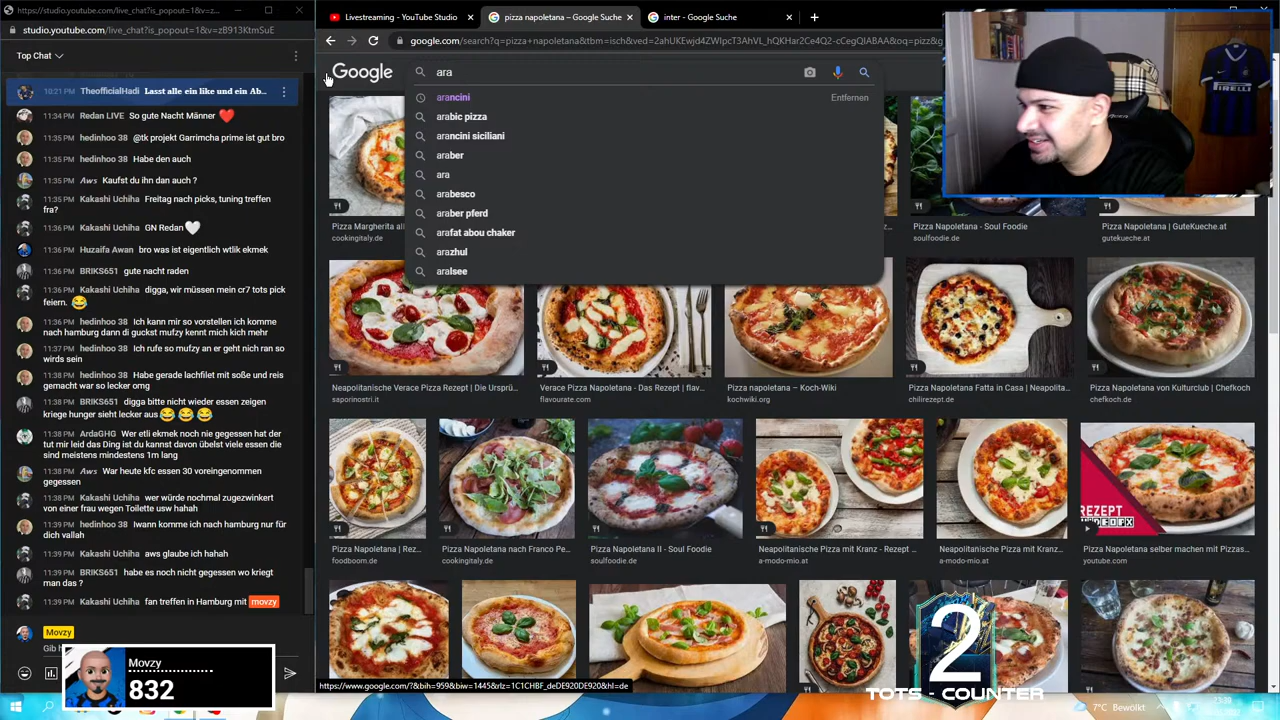 studio.youtube.com/live_chat?is_popout=1&v=z...
studio.youtube.com/live_chat?is_popout=1&v=zB913KtmSuE
Top Chat
10:21 PM TheofficialHadi Lasst alle ein like und ein Ab...
11:34 PM Redan LIVE So gute Nacht Männer
11:35 PM hedinhoo 38 @tk projekt Garrimcha prime ist gut bro
11:35 PM hedinhoo 38 Habe den auch
11:35 PM Aws Kaufst du ihn dan auch ?
11:35 PM Kakashi Uchiha Freitag nach picks, tuning treffen
fra?
11:36 PM Kakashi Uchiha GN Redan
11:36 PM Huzaifa Awan bro was ist eigentlich wtlik ekmek
11:36 PM BRIKS651 gute nacht raden
11:36 PM Kakashi Uchiha digga, wir müssen mein cr7 tots pick
feiern.
11:36 PM hedinhoo 38 Ich kann mir so vorstellen ich komme
nach hamburg dann di guckst mufzy kennt mich kich mehr
11:37 PM hedinhoo 38 Ich rufe so mufzy an er geht nich ran so
wirds sein
11:38 PM hedinhoo 38 Habe gerade lachfilet mit soße und reis
gemacht war so lecker omg
11:38 PM BRIKS651 digga bitte nicht wieder essen zeigen
kriege hunger sieht lecker aus
11:38 PM ArdaGHG Wer etli ekmek noch nie gegessen hat der
tut mir leid das Ding ist du kannst davon übelst viele essen die
sind meistens mindestens 1m lang
11:38 PM Aws War heute kfc essen 30 voreingenommen
gegessen
11:38 PM Kakashi Uchiha wer würde nochmal zugezwinkert
von einer frau wegen Toilette usw hahah
11:39 PM hedinhoo 38 Iwann komme ich nach hamburg nur für
dich vallah
11:39 PM Kakashi Uchiha aws glaube ich hahah
11:39 PM BRIKS651 habe es noch nicht gegessen wo kriegt
man das ?
11:39 PM Kakashi Uchiha fan treffen in Hamburg mit movzy
Movzy
Gib
Movzy
832
Livestreaming - YouTube Studio
pizza napoletana – Google Suche
inter - Google Suche
google.com/search?q=pizza+napoletana&tbm=isch&ved=2ahUKEwjd4ZWIpcT3AhVL_hQKHar2Ce4Q2-cCegQIABAA&oq=pizz&g
Google
ara
arancini Entfernen
arabic pizza
arancini siciliani
araber
ara
arabesco
araber pferd
arafat abou chaker
arazhul
aralsee
PIRELLI
Pizza Margherita all
cookingitaly.de
Pizza Napoletana - Soul Foodie
soulfoodie.de
Pizza Napoletana | GuteKueche.at
gutekueche.at
Neapolitanische Verace Pizza Rezept | Die Ursprü...
saporinostri.it
Verace Pizza Napoletana - Das Rezept | flav...
flavourate.com
Pizza napoletana – Koch-Wiki
kochwiki.org
Pizza Napoletana Fatta in Casa | Neapolita...
chilirezept.de
Pizza Napoletana von Kulturclub | Chefkoch
chefkoch.de
REZEPT
Pizza Napoletana | Rez...
foodboom.de
Pizza Napoletana nach Franco Pe...
cookingitaly.de
Pizza Napoletana II - Soul Foodie
soulfoodie.de
Neapolitanische Pizza mit Kranz - Rezept ...
a-modo-mio.at
Neapolitanische Pizza mit Kranz...
a-modo-mio.at
Pizza Napoletana selber machen mit Pizzas...
youtube.com
2
TOTS - COUNTER
https://www.google.com/?&bih=959&biw=1445&rlz=1C1CHBF_deDE920DE920&hl=de
7°C Bewölkt
23:39